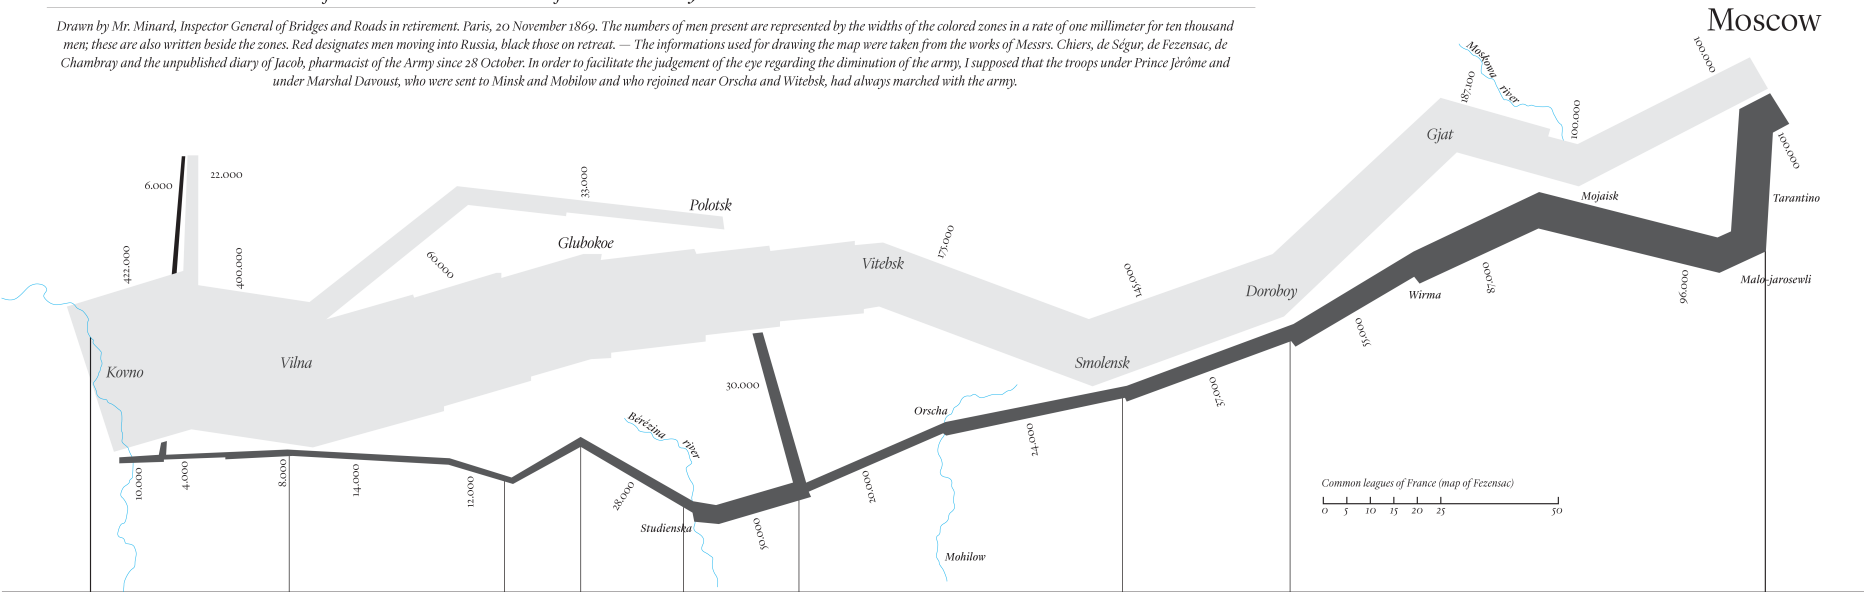 Drawn by Mr. Minard, Inspector General of Bridges and Roads in retirement. Paris, 20 November 1869. The numbers of men present are represented by the widths of the colored zones in a rate of one millimeter for ten thousand
men; these are also written beside the zones. Red designates men moving into Russia, black those on retreat. — The informations used for drawing the map were taken from the works of Messrs. Chiers, de Ségur, de Fezensac, de
Chambray and the unpublished diary of Jacob, pharmacist of the Army since 28 October. In order to facilitate the judgement of the eye regarding the diminution of the army, I supposed that the troops under Prince Jèrôme and
under Marshal Davoust, who were sent to Minsk and Mobilow and who rejoined near Orscha and Witebsk, had always marched with the army.
Moscow
Moskowa
river
100.000
187.100
100.000
Gjat
100.000
6.000
22.000
33.000
Polotsk
Mojaisk
Tarantino
422.000
400.000
60.000
Glubokoe
175.000
Vitebsk
145.000
Doroboy
87.000
96.000
Malo-jarosewli
Wirma
55.000
Kovno
Vilna
Smolensk
30.000
37.000
Orscha
24.000
Bérézina
river
10.000
4.000
8.000
14.000
12.000
28.000
20.000
Studienska
50.000
Mohilow
Common leagues of France (map of Fezensac)
0 5 10 15 20 25 50